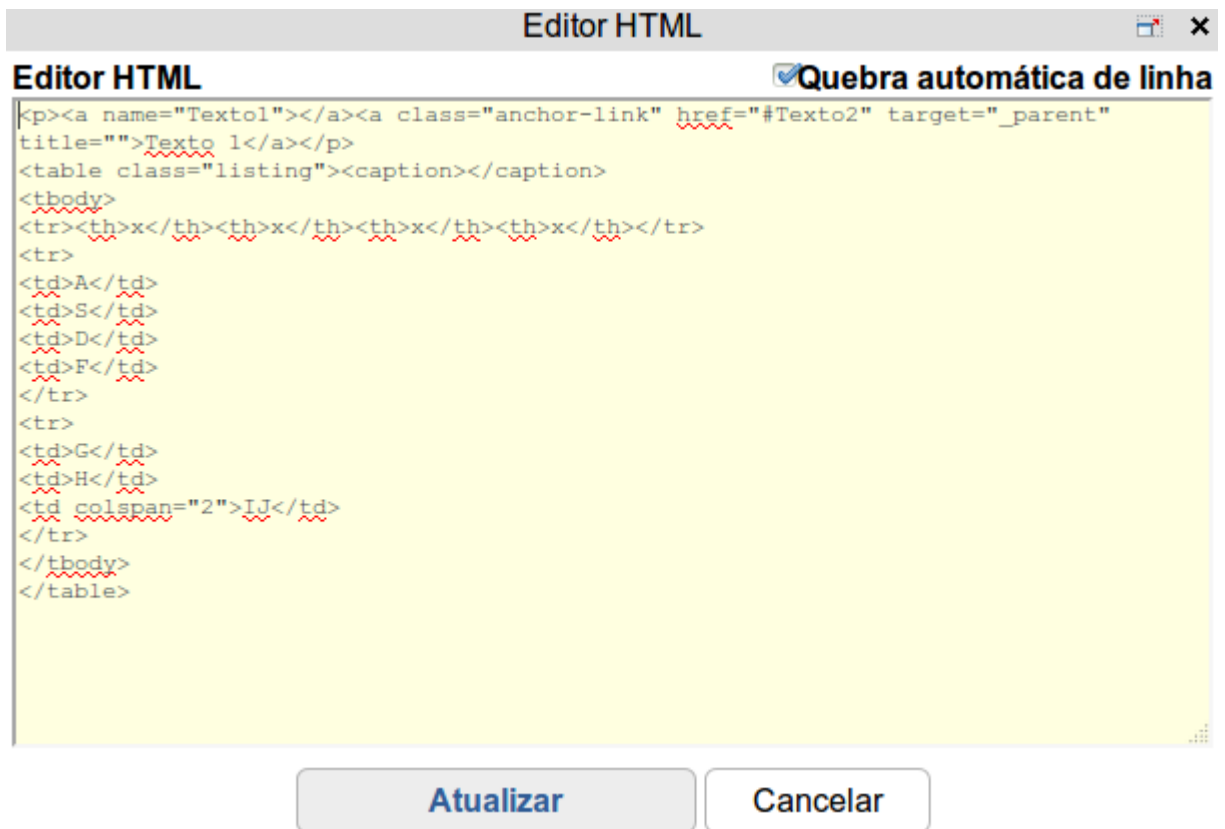 Editor HTML
Editor HTML
Quebra automática de linha
<p><a name="Texto1"></a><a class="anchor-link" href="#Texto2" target="_parent"
title="">Texto 1</a></p>
<table class="listing"><caption></caption>
<tbody>
<tr><th>x</th><th>x</th><th>x</th><th>x</th></tr>
<tr>
<td>A</td>
<td>S</td>
<td>D</td>
<td>F</td>
</tr>
<tr>
<td>G</td>
<td>H</td>
<td colspan="2">IJ</td>
</tr>
</tbody>
</table>
Atualizar
Cancelar